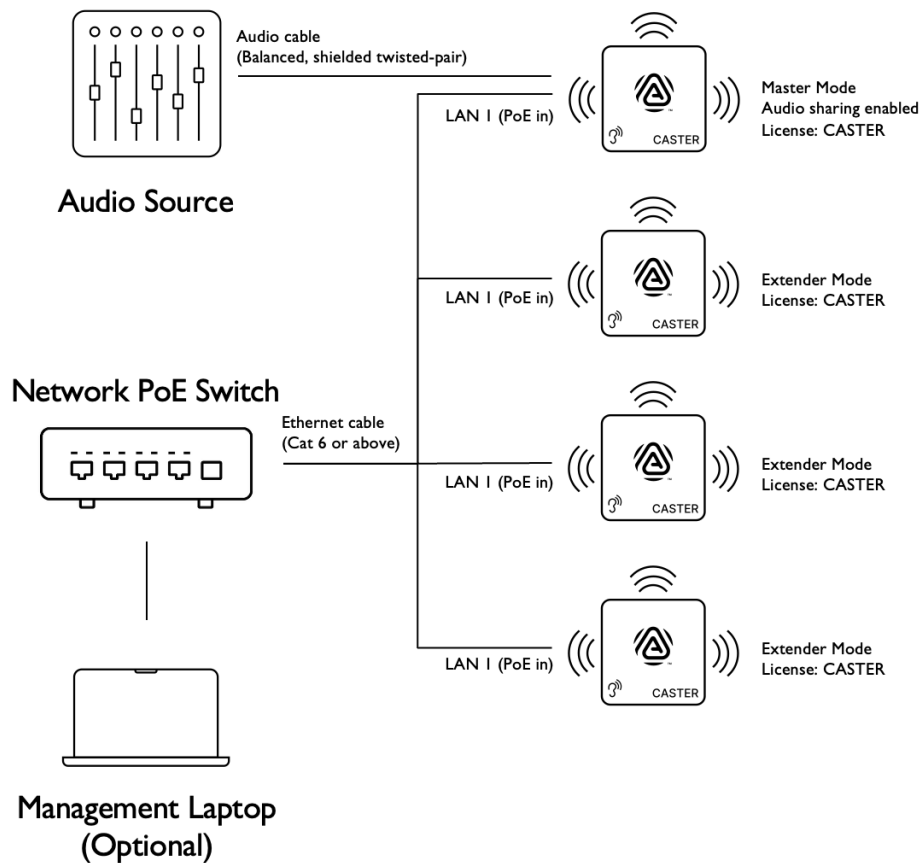 Audio cable
(Balanced, shielded twisted-pair)
LAN 1 (PoE in)
CASTER
Master Mode
Audio sharing enabled
License: CASTER
Audio Source
LAN 1 (PoE in)
CASTER
Extender Mode
License: CASTER
Network PoE Switch
Ethernet cable
(Cat 6 or above)
LAN 1 (PoE in)
CASTER
Extender Mode
License: CASTER
LAN 1 (PoE in)
CASTER
Extender Mode
License: CASTER
Management Laptop
(Optional)